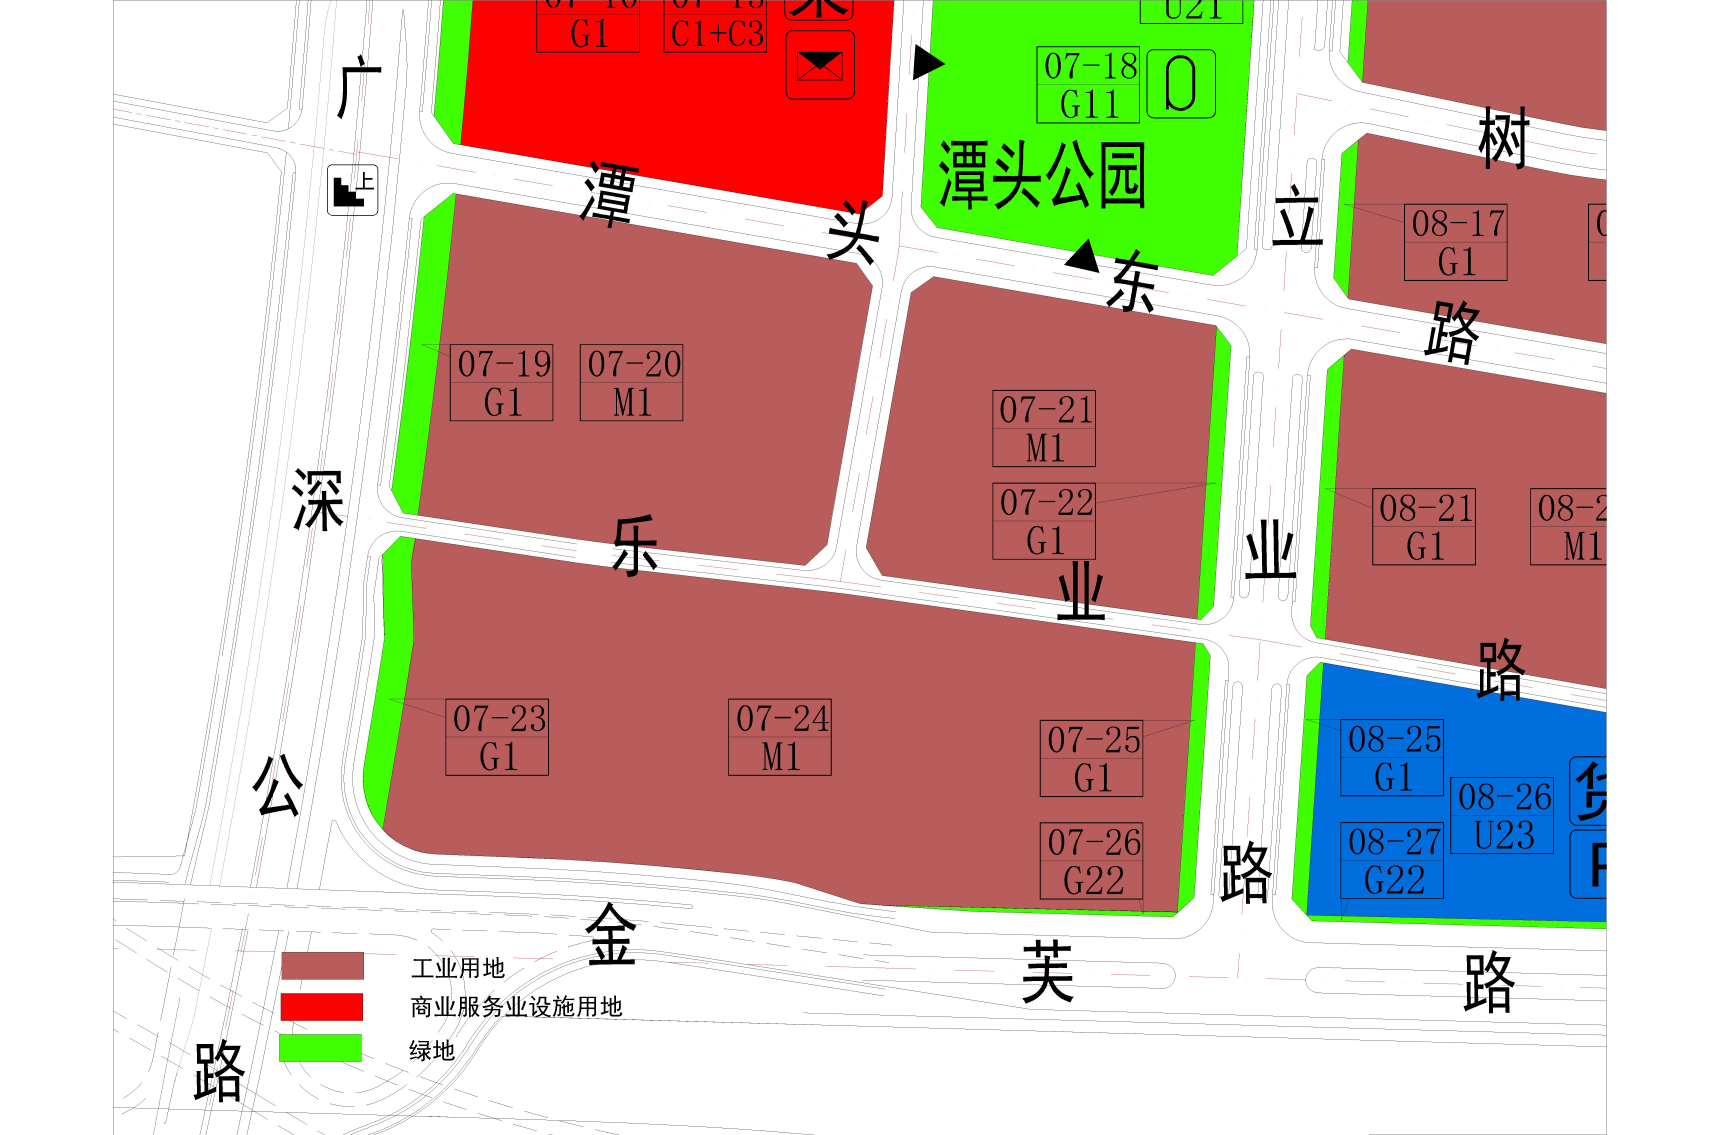 G1
C1+C3
07-18
G11
潭头公园
广
深
公
路
上
潭
头
东
路
树
立
业
路
08-17
G1
07-19
G1
07-20
M1
07-21
M1
07-22
G1
乐
业
路
08-21
G1
M1
07-23
G1
07-24
M1
07-25
G1
07-26
G22
08-25
G1
08-26
U23
08-27
G22
金
芙
路
工业用地
商业服务业设施用地
绿地